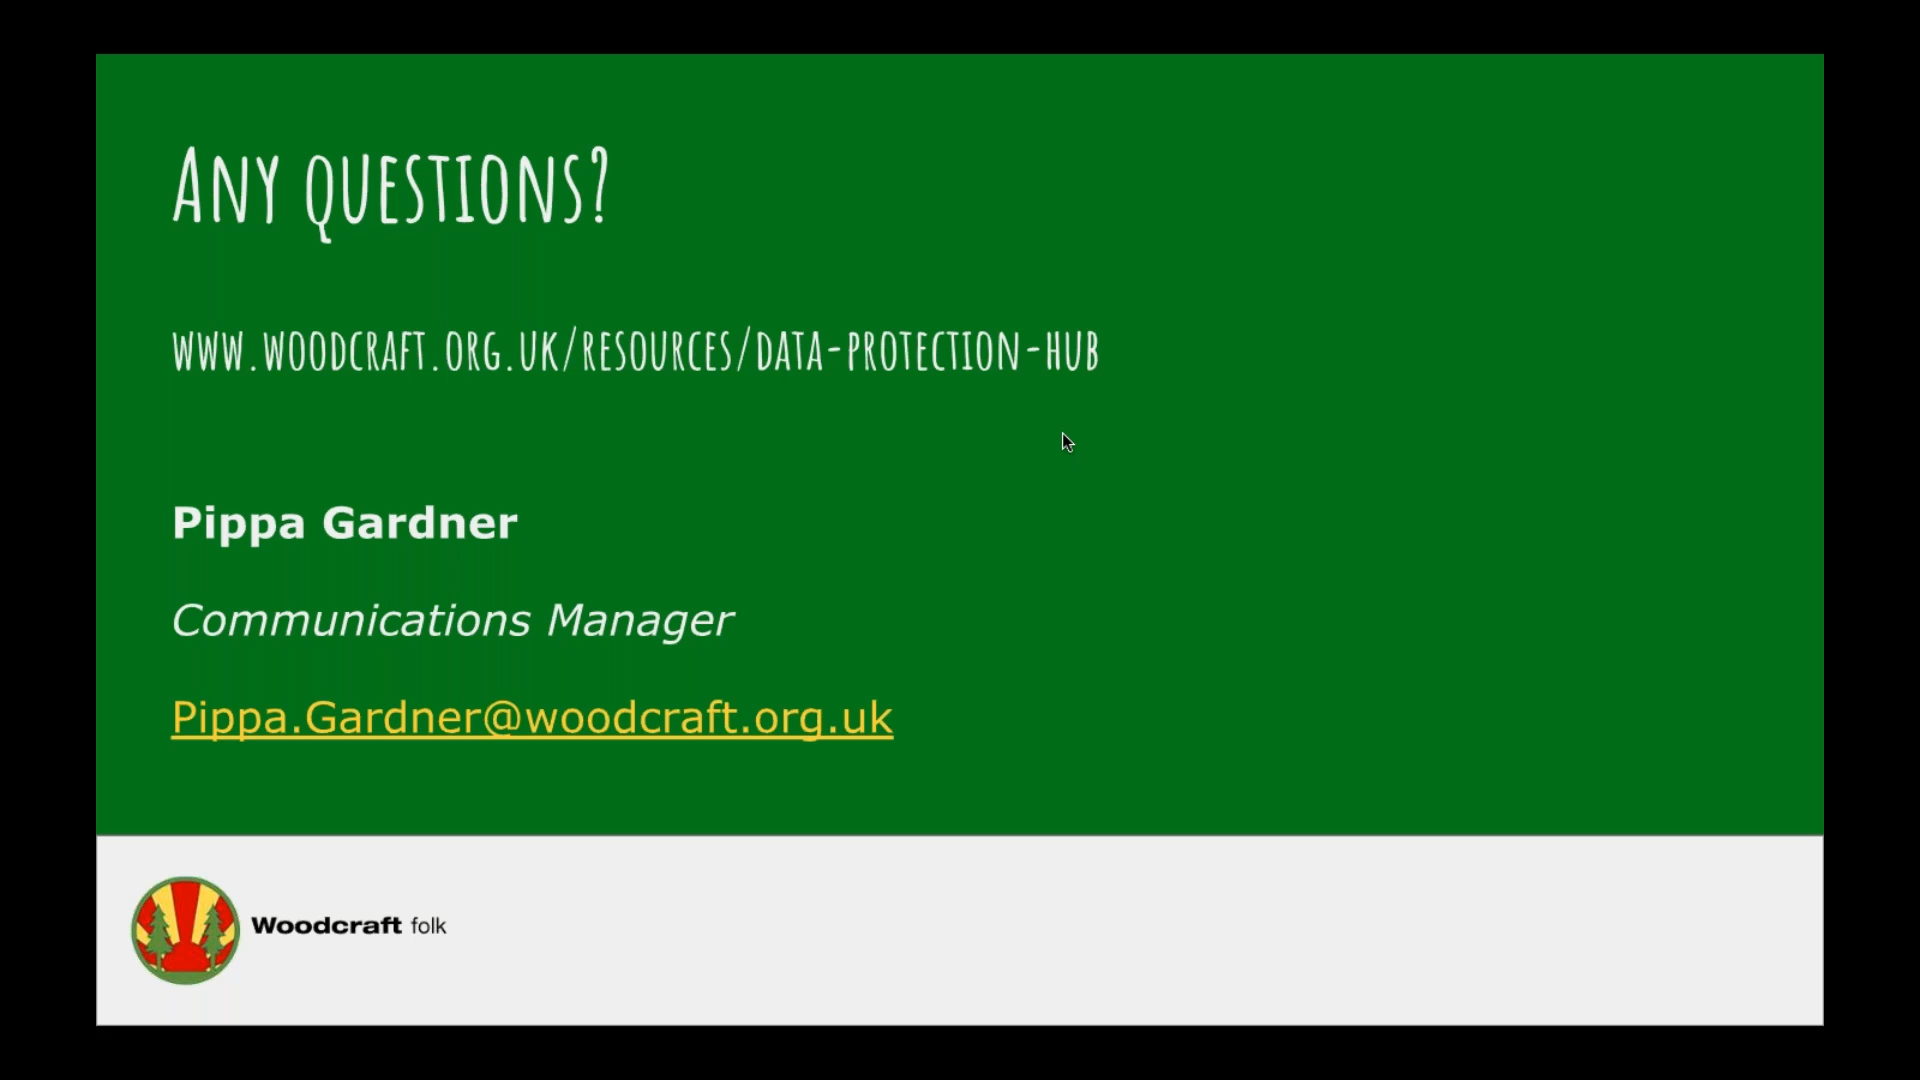 Any questions?
www.woodcraft.org.uk/resources/data-protection-hub
Pippa Gardner
Communications Manager
Pippa.Gardner@woodcraft.org.uk
Woodcraft folk